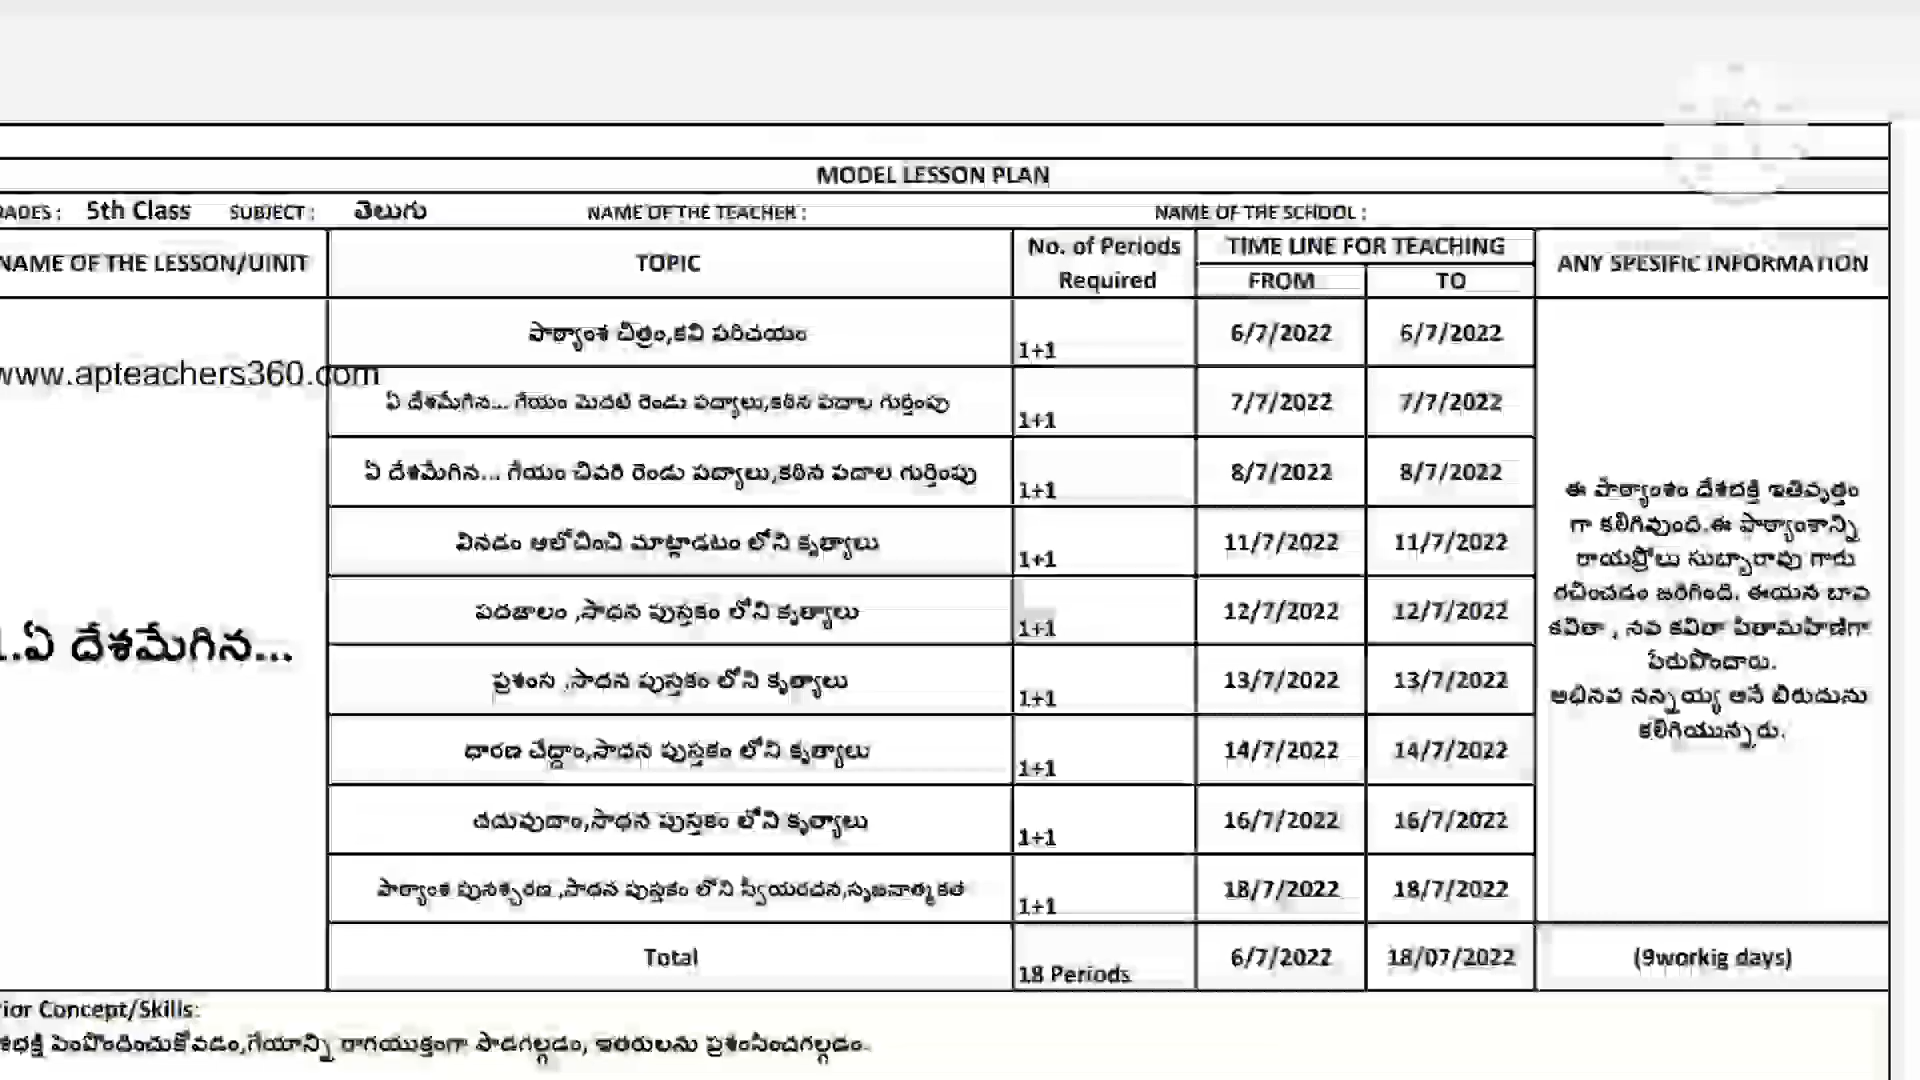 MODEL LESSON PLAN
RADES : 5th Class SUBJECT : తెలుగు NAME OF THE TEACHER : NAME OF THE SCHOOL :
NAME OF THE LESSON/UINIT TOPIC No. of Periods Required TIME LINE FOR TEACHING FROM TO ANY SPESIFIC INFORMATION
www.apteachers360.com
1.ఏ దేశమేగిన...
పాఠ్యాంశ చిత్రం,కవి పరిచయం 1+1 6/7/2022 6/7/2022
ఏ దేశమేగిన... గేయం మొదటి రెండు పద్యాలు,కఠిన పదాల గుర్తింపు 1+1 7/7/2022 7/7/2022
ఏ దేశమేగిన... గేయం చివరి రెండు పద్యాలు,కఠిన పదాల గుర్తింపు 1+1 8/7/2022 8/7/2022
వినడం ఆలోచించి మాట్లాడటం లోని కృత్యాలు 1+1 11/7/2022 11/7/2022
పదజాలం ,సాధన పుస్తకం లోని కృత్యాలు 1+1 12/7/2022 12/7/2022
ప్రశంస ,సాధన పుస్తకం లోని కృత్యాలు 1+1 13/7/2022 13/7/2022
ధారణ చేద్దాం,సాధన పుస్తకం లోని కృత్యాలు 1+1 14/7/2022 14/7/2022
చదువుదాం,సాధన పుస్తకం లోని కృత్యాలు 1+1 16/7/2022 16/7/2022
పాఠ్యాంశ పునశ్చరణ ,సాధన పుస్తకం లోని స్వీయరచన,సృజనాత్మకత 1+1 18/7/2022 18/7/2022
ఈ పాఠ్యాంశం దేశభక్తి ఇతివృత్తం
గా కలిగివుంది.ఈ పాఠ్యాంశాన్ని
రాయప్రోలు సుబ్బారావు గారు
రచించడం జరిగింది. ఈయన భావ
కవితా , నవ కవితా పితామహుడిగా
పేరుపొందారు.
అభినవ నన్నయ్య అనే బిరుదును
కలిగియున్నారు.
Total 18 Periods 6/7/2022 18/07/2022 (9workig days)
rior Concept/Skills:
శభక్తి పెంపొందించుకోవడం,గేయాన్ని రాగయుక్తంగా పాడగల్గడం, ఇతరులను ప్రశంసించగల్గడం.